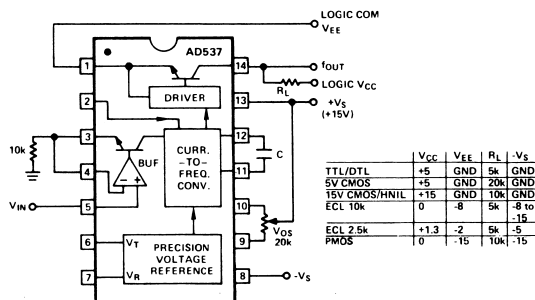 LOGIC COM
VEE
AD537
1
14
fOUT
RL
LOGIC VCC
DRIVER
2
13
+VS
(+15V)
3
12
10k
BUF
CURR.
-TO-
FREQ.
CONV.
C
4
11
- +
VIN
5
10
VOS
20k
6
VT
PRECISION
VOLTAGE
REFERENCE
9
7
VR
8
-VS
VCC VEE RL -VS
TTL/DTL +5 GND 5k GND
5V CMOS +5 GND 20k GND
15V CMOS/HNIL +15 GND 10k GND
ECL 10k 0 -8 5k -8 to
-15
ECL 2.5k +1.3 -2 5k -5
PMOS 0 -15 10k -15